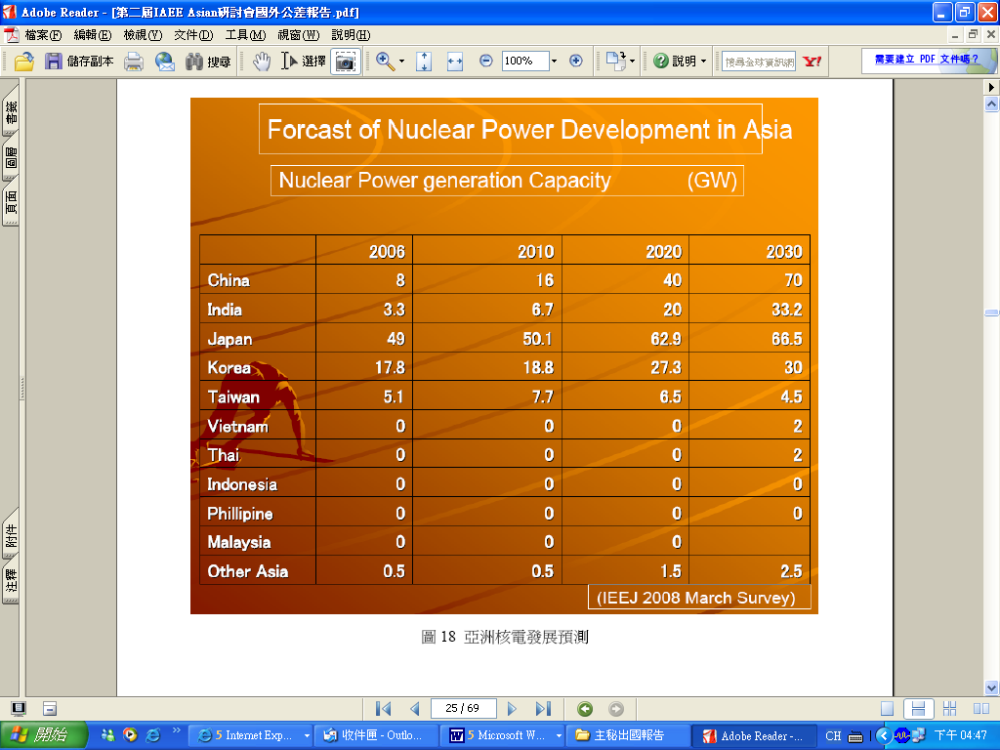 Adobe Reader - [第二屆IAEE Asian研討會國外公差報告.pdf]
檔案(F) 編輯(E) 檢視(V) 文件(D) 工具(M) 視窗(W) 說明(H)
儲存副本 搜尋 選擇 100% 說明 搜尋全球資訊網 Y! 需要建立 PDF 文件嗎？
書籤
圖層
頁面
附件
注釋
Forcast of Nuclear Power Development in Asia
Nuclear Power generation Capacity (GW)
2006 2010 2020 2030
China 8 16 40 70
India 3.3 6.7 20 33.2
Japan 49 50.1 62.9 66.5
Korea 17.8 18.8 27.3 30
Taiwan 5.1 7.7 6.5 4.5
Vietnam 0 0 0 2
Thai 0 0 0 2
Indonesia 0 0 0 0
Phillipine 0 0 0 0
Malaysia 0 0 0
Other Asia 0.5 0.5 1.5 2.5
(IEEJ 2008 March Survey)
圖 18 亞洲核電發展預測
25 / 69
開始 5 Internet Exp... 收件匣 - Outlo... 5 Microsoft W... 主秘出國報告 Adobe Reader - ... CH 下午 04:47